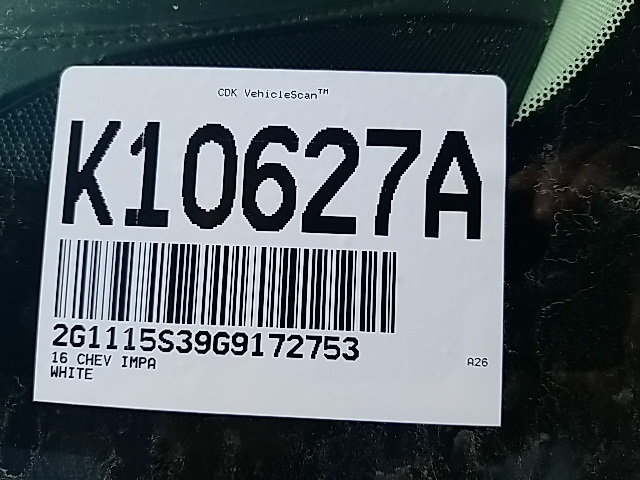 CDK VehicleScan™
K10627A
2G1115S39G9172753
16 CHEV IMPA
A26
WHITE